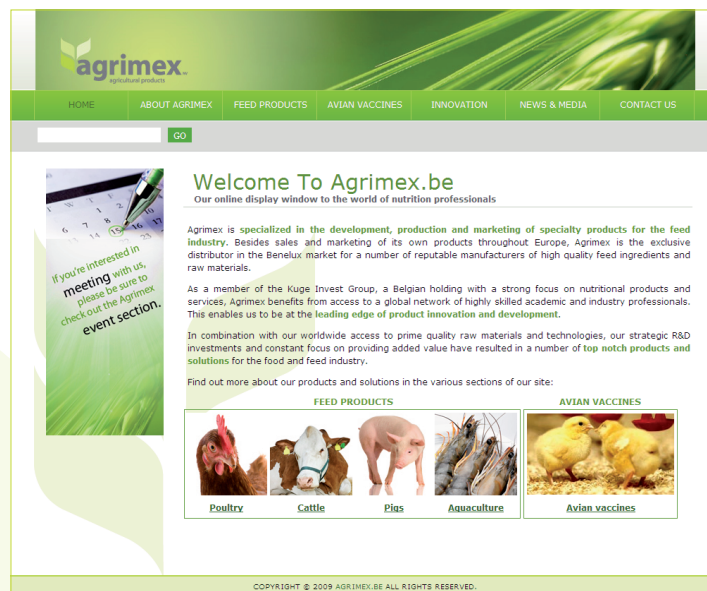 agrimex
agricultural products
HOME
ABOUT AGRIMEX
FEED PRODUCTS
AVIAN VACCINES
INNOVATION
NEWS & MEDIA
CONTACT US
GO
If you're interested in
meeting with us,
please be sure to
check out the Agrimex
event section.
Welcome To Agrimex.be
Our online display window to the world of nutrition professionals
Agrimex is specialized in the development, production and marketing of specialty products for the feed
industry. Besides sales and marketing of its own products throughout Europe, Agrimex is the exclusive
distributor in the Benelux market for a number of reputable manufacturers of high quality feed ingredients and
raw materials.
As a member of the Kuge Invest Group, a Belgian holding with a strong focus on nutritional products and
services, Agrimex benefits from access to a global network of highly skilled academic and industry professionals.
This enables us to be at the leading edge of product innovation and development.
In combination with our worldwide access to prime quality raw materials and technologies, our strategic R&D
investments and constant focus on providing added value have resulted in a number of top notch products and
solutions for the food and feed industry.
Find out more about our products and solutions in the various sections of our site:
FEED PRODUCTS
AVIAN VACCINES
Poultry
Cattle
Pigs
Aquaculture
Avian vaccines
COPYRIGHT © 2009 AGRIMEX.BE ALL RIGHTS RESERVED.